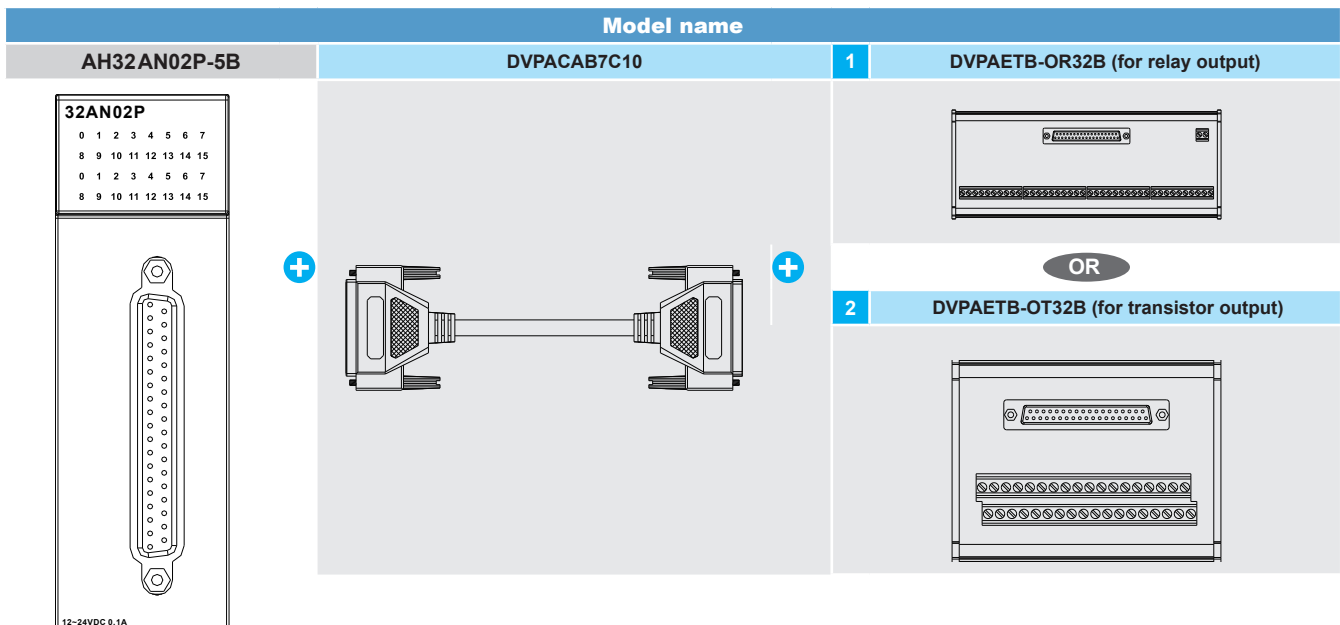 Model name
AH32AN02P-5B
DVPACAB7C10
1 DVPAETB-OR32B (for relay output)
32AN02P
0 1 2 3 4 5 6 7
8 9 10 11 12 13 14 15
0 1 2 3 4 5 6 7
8 9 10 11 12 13 14 15
OR
2 DVPAETB-OT32B (for transistor output)
12~24VDC 0.1A